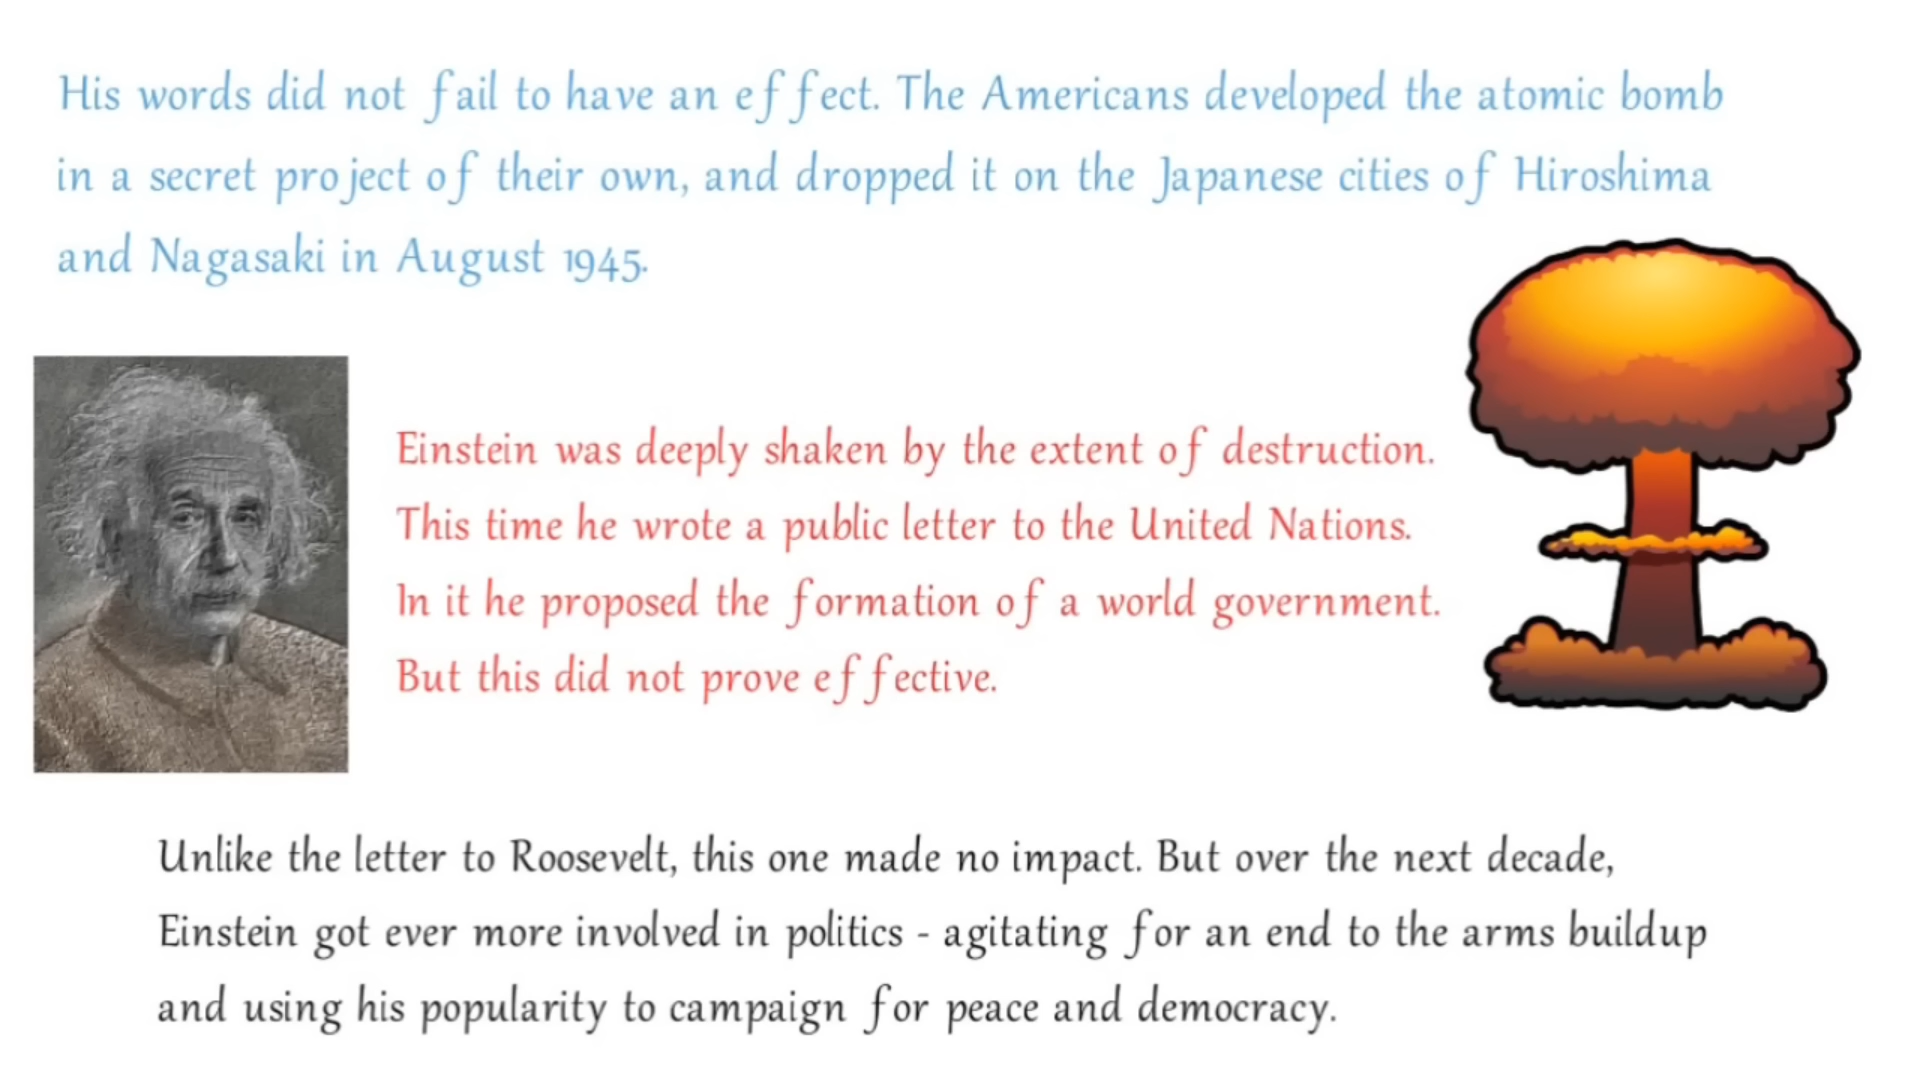 His words did not fail to have an effect. The Americans developed the atomic bomb
in a secret project of their own, and dropped it on the Japanese cities of Hiroshima
and Nagasaki in August 1945.
Einstein was deeply shaken by the extent of destruction.
This time he wrote a public letter to the United Nations.
In it he proposed the formation of a world government.
But this did not prove effective.
Unlike the letter to Roosevelt, this one made no impact. But over the next decade,
Einstein got ever more involved in politics - agitating for an end to the arms buildup
and using his popularity to campaign for peace and democracy.